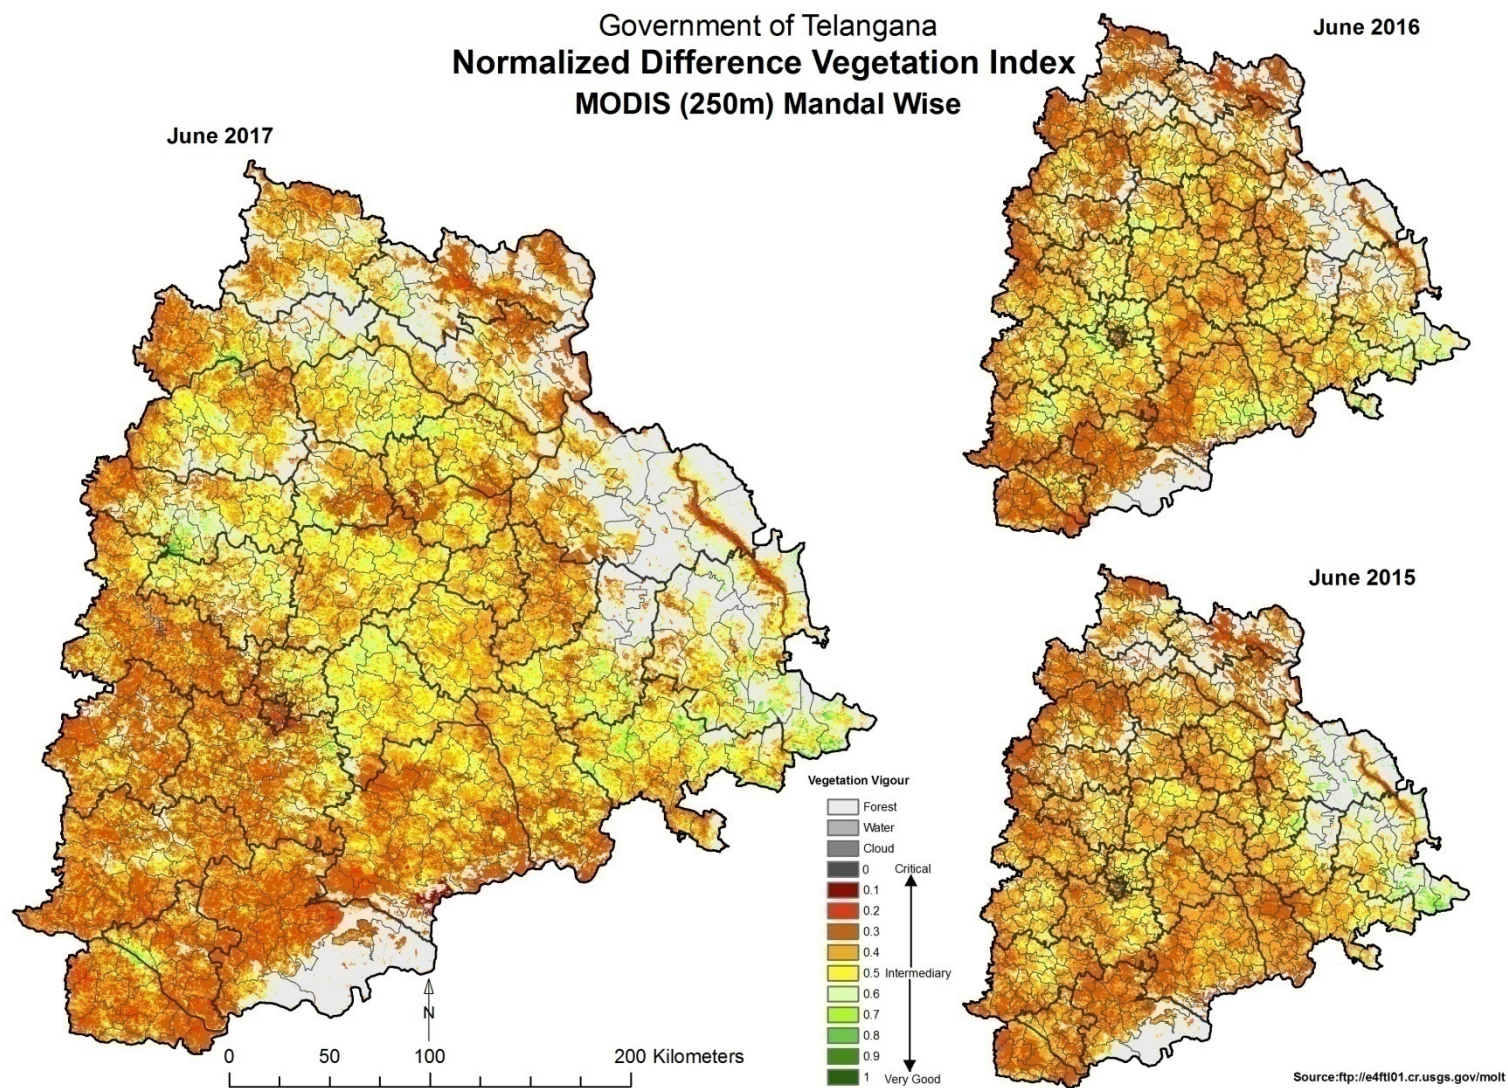 Government of Telangana
Normalized Difference Vegetation Index
MODIS (250m) Mandal Wise
June 2017
June 2016
June 2015
Vegetation Vigour
Forest
Water
Cloud
0 Critical
0.1
0.2
0.3
0.4
0.5 Intermediary
0.6
0.7
0.8
0.9
1 Very Good
N
0 50 100 200 Kilometers
Source:ftp://e4ftl01.cr.usgs.gov/molt